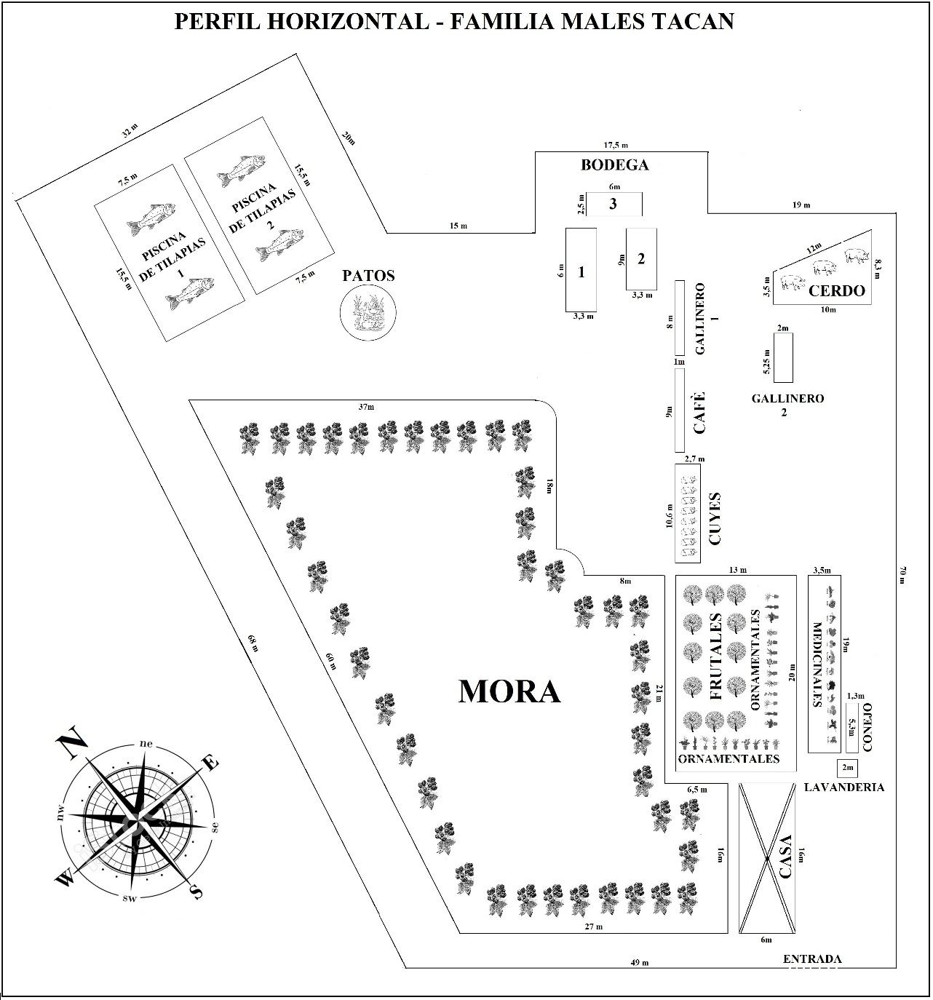 PERFIL HORIZONTAL - FAMILIA MALES TACAN
32 m
20m
7,5 m
15,5 m
PISCINA
DE TILAPIAS
1
15,5 m
PISCINA
DE TILAPIAS
2
7,5 m
PATOS
15 m
17,5 m
BODEGA
6m
2,5 m
3
9 m
1
3,3 m
9m
2
3,3 m
19 m
12m
8,3 m
3,5 m
CERDO
10m
8 m
GALLINERO
1
1m
2m
5,25 m
GALLINERO
2
9m
CAFÈ
2,7 m
10,6 m
CUYES
37m
18m
8m
60 m
68 m
MORA
21 m
6,5 m
16m
27 m
13 m
FRUTALES
ORNAMENTALES
20 m
ORNAMENTALES
3,5m
MEDICINALES
19m
1,3m
5,3m
CONEJO
2m
LAVANDERIA
70 m
CASA
16m
6m
ENTRADA
49 m
N
ne
E
nw
se
W
sw
S